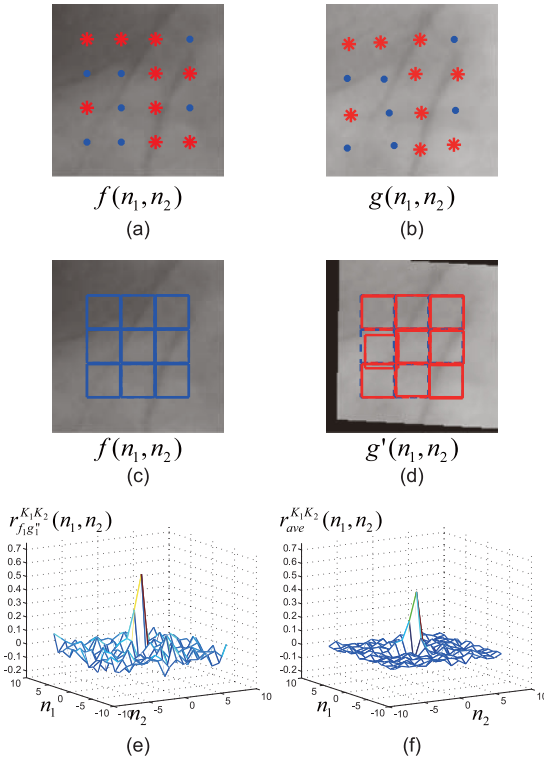 f(n₁,n₂) g(n₁,n₂)
(a) (b)
f(n₁,n₂) g'(n₁,n₂)
(c) (d)
r_{f₁g₁''}^{K₁K₂}(n₁,n₂) r_{ave}^{K₁K₂}(n₁,n₂)
0.7 0.7
0.6 0.6
0.5 0.5
0.4 0.4
0.3 0.3
0.2 0.2
0.1 0.1
0 0
-0.1 -0.1
-0.2 -0.2
10 5 0 -5 -10 -10 -5 0 5 10
10 5 0 -5 -10 -10 -5 0 5 10
n₁ n₂ n₁ n₂
(e) (f)